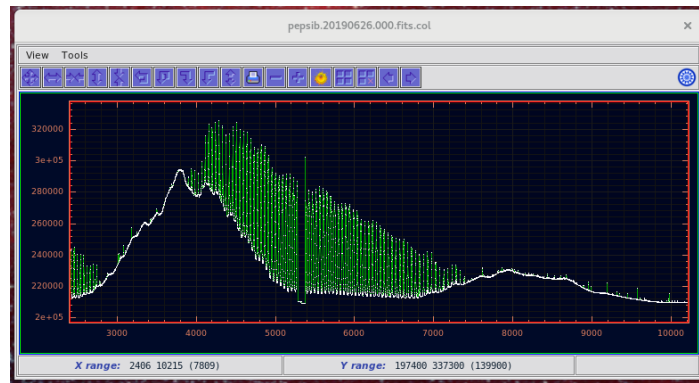 pepsib.20190626.000.fits.col
×
View Tools
320000
3e+05
280000
260000
240000
220000
2e+05
3000 4000 5000 6000 7000 8000 9000 10000
X range: 2406 10215 (7809) Y range: 197400 337300 (139900)